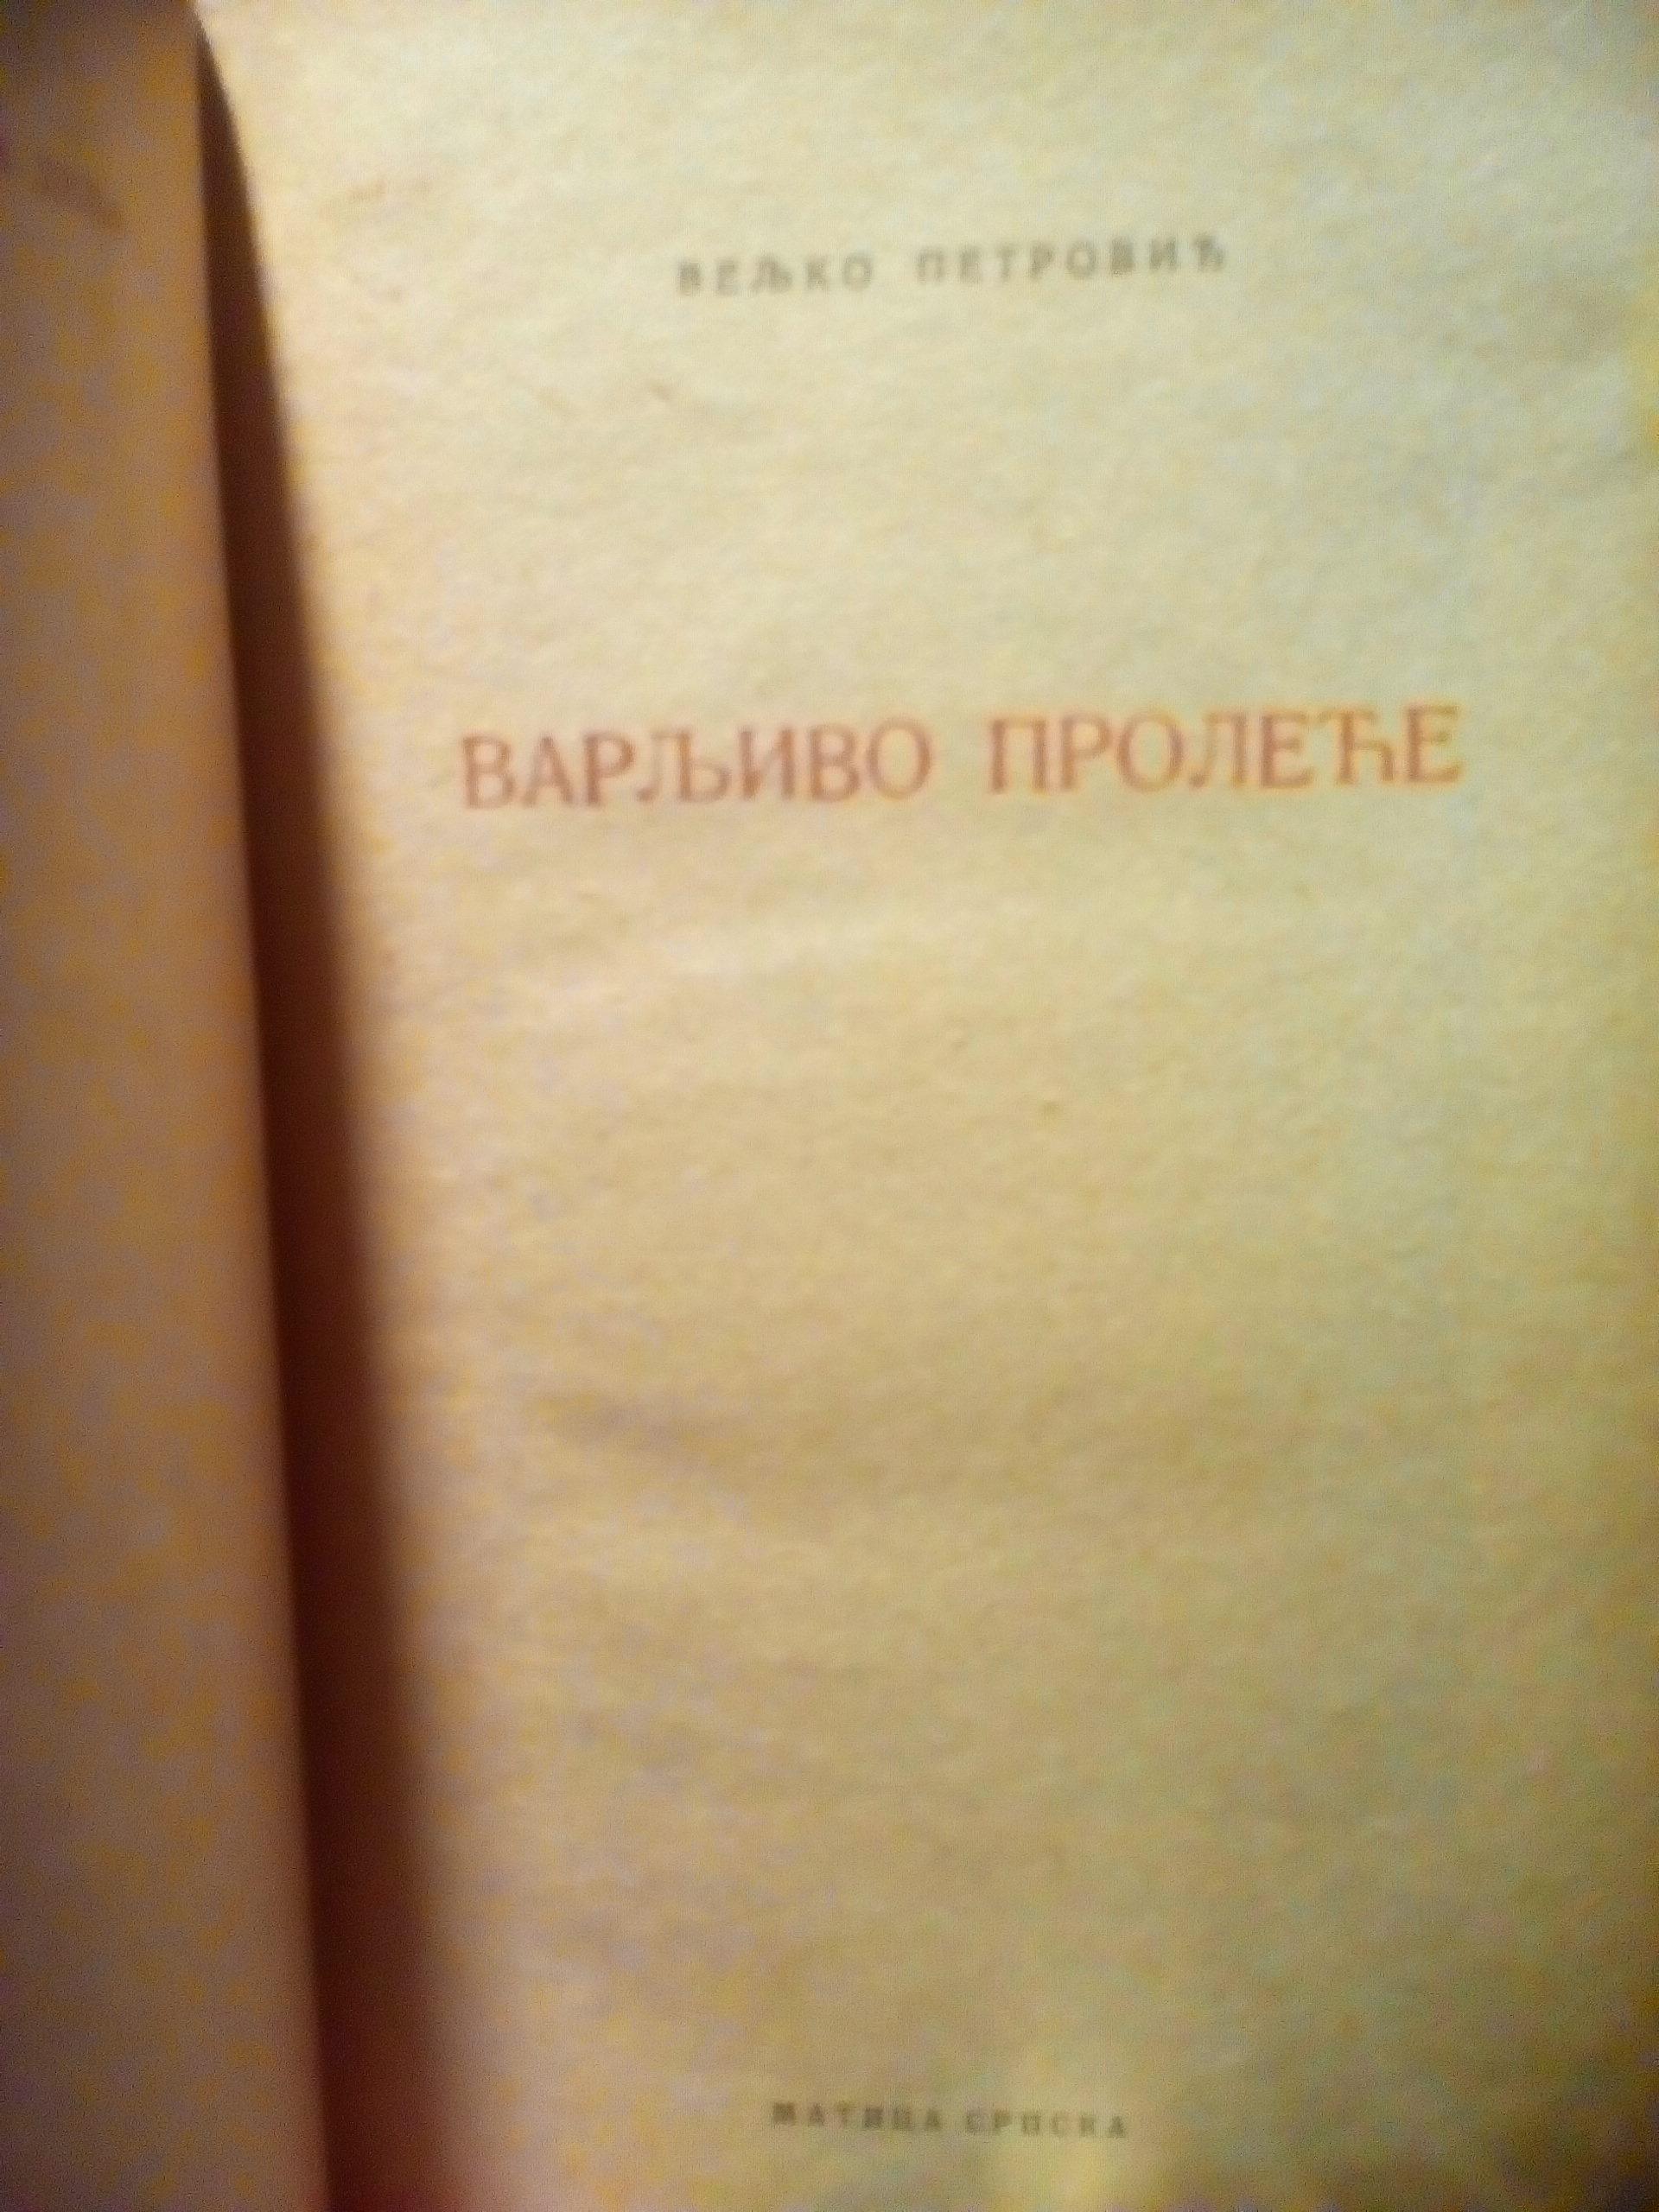 ВЕЉКО ПЕТРОВИЋ
ВАРЉИВО ПРОЛЕЋЕ
МАТИЦА СРПСКА